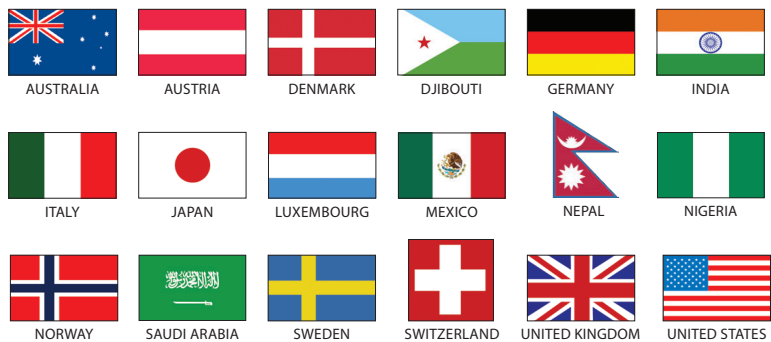 AUSTRALIA AUSTRIA DENMARK DJIBOUTI GERMANY INDIA
ITALY JAPAN LUXEMBOURG MEXICO NEPAL NIGERIA
NORWAY SAUDI ARABIA SWEDEN SWITZERLAND UNITED KINGDOM UNITED STATES